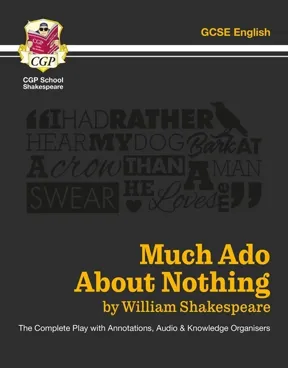 GCSE English
CGP
CGP School
Shakespeare
"I HAD RATHER
HEAR MY DOG Bark AT
A crow THAN A MAN
SWEAR HE Loves me"
Much Ado
About Nothing
by William Shakespeare
The Complete Play with Annotations, Audio & Knowledge Organisers